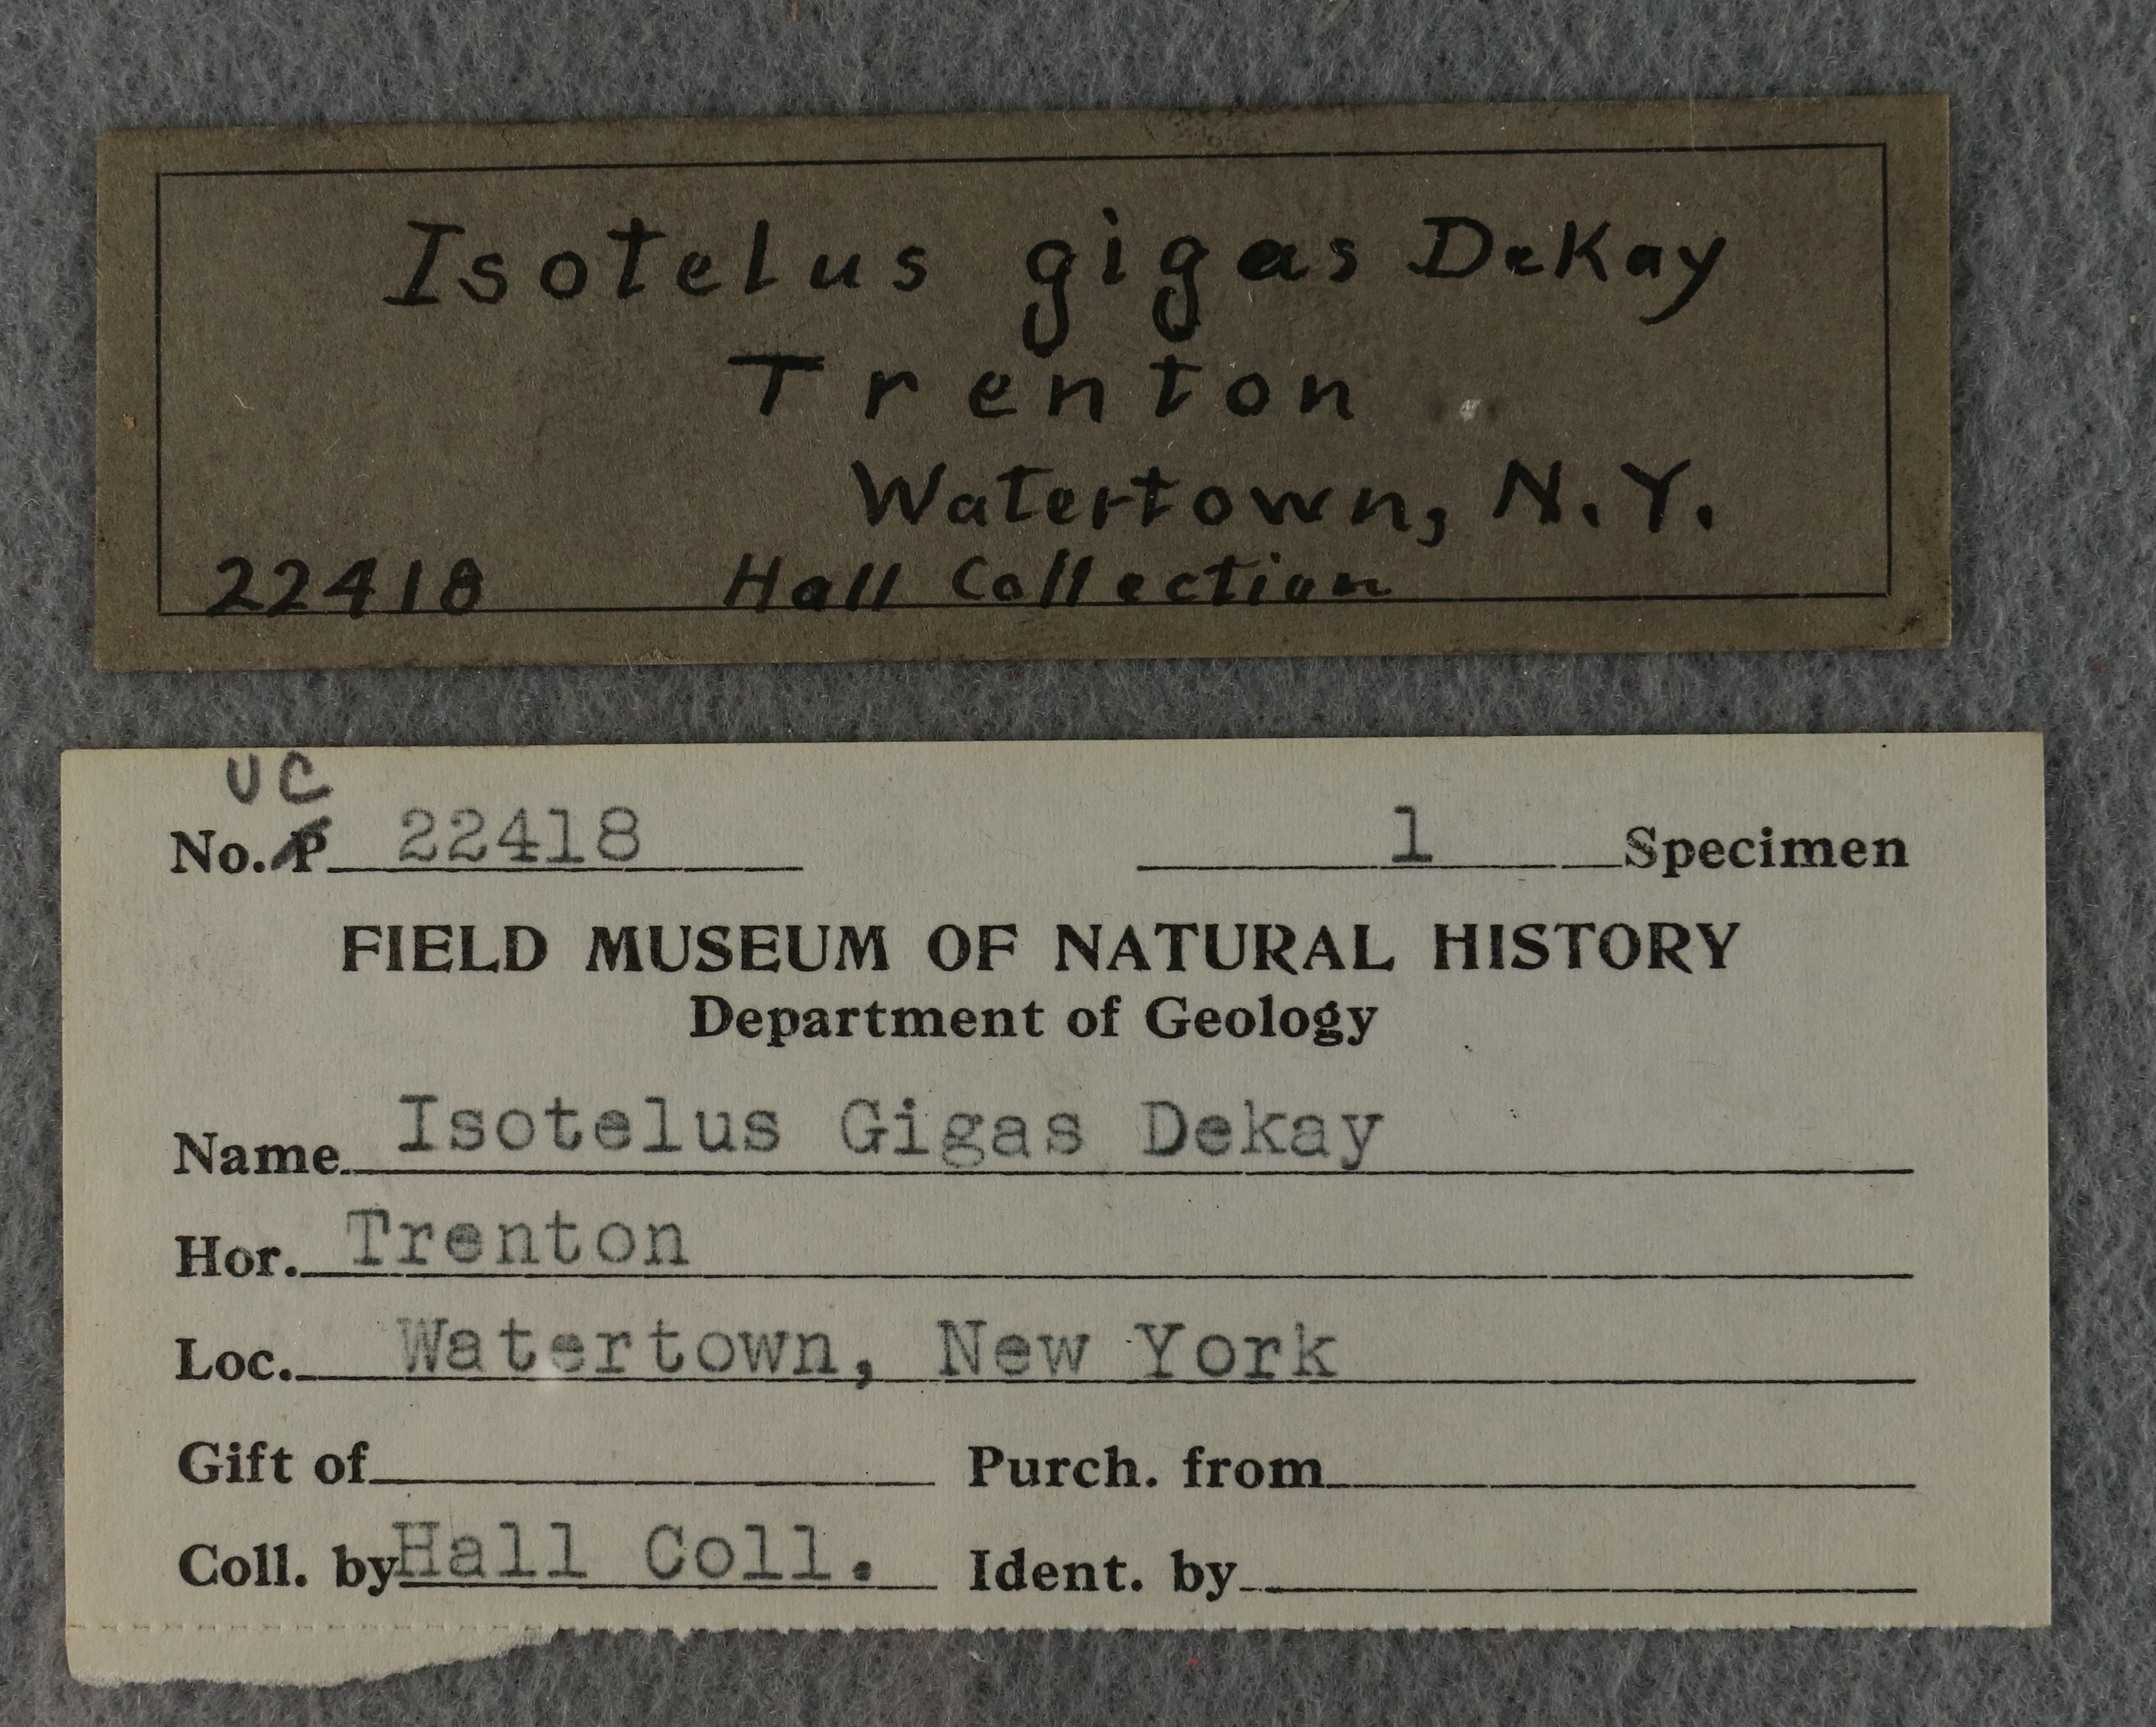 Isotelus gigas DeKay
Trenton
Watertown, N.Y.
22418 Hall Collection
UC
No. P 22418 1 Specimen
FIELD MUSEUM OF NATURAL HISTORY
Department of Geology
Name Isotelus Gigas Dekay
Hor. Trenton
Loc. Watertown, New York
Gift of Purch. from
Coll. by Hall Coll. Ident. by